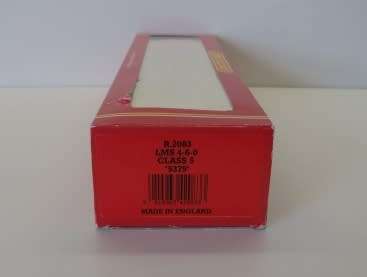 R.2083
LMS 4-6-0
CLASS 5
'5379'
MADE IN ENGLAND